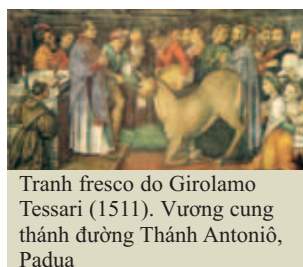 Tranh fresco do Girolamo
Tessari (1511). Vương cung
thánh đường Thánh Antoniô,
Padua